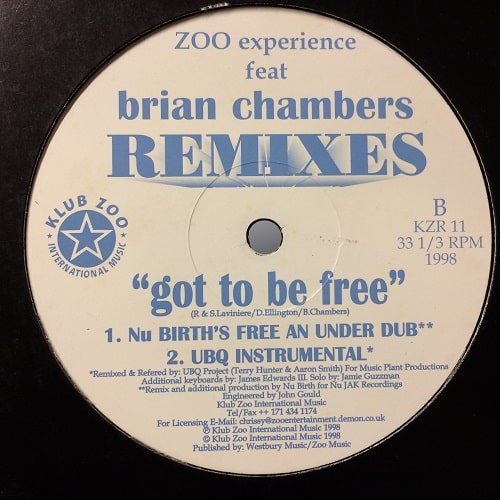 ZOO experience
feat
brian chambers
REMIXES
KLUB ZOO
INTERNATIONAL MUSIC
B
KZR 11
33 1/3 RPM
1998
"got to be free"
(R & S.Laviniere/D.Ellington/B.Chambers)
1. Nu BIRTH'S FREE AN UNDER DUB**
2. UBQ INSTRUMENTAL*
*Remixed & Refered by: UBQ Project (Terry Hunter & Aaron Smith) For Music Plant Productions
Additional keyboards by: James Edwards III. Solo by: Jamie Guzzman
**Remix and additional production by Nu Birth for Nu JAK Recordings
Engineered by John Gould
Klub Zoo International Music
Tel/Fax ++ 171 434 1174
For Licensing E-Mail: chrissy@zooentertainment.demon.co.uk
℗ Klub Zoo International Music 1998
© Klub Zoo International Music 1998
Published by: Westbury Music/Zoo Music